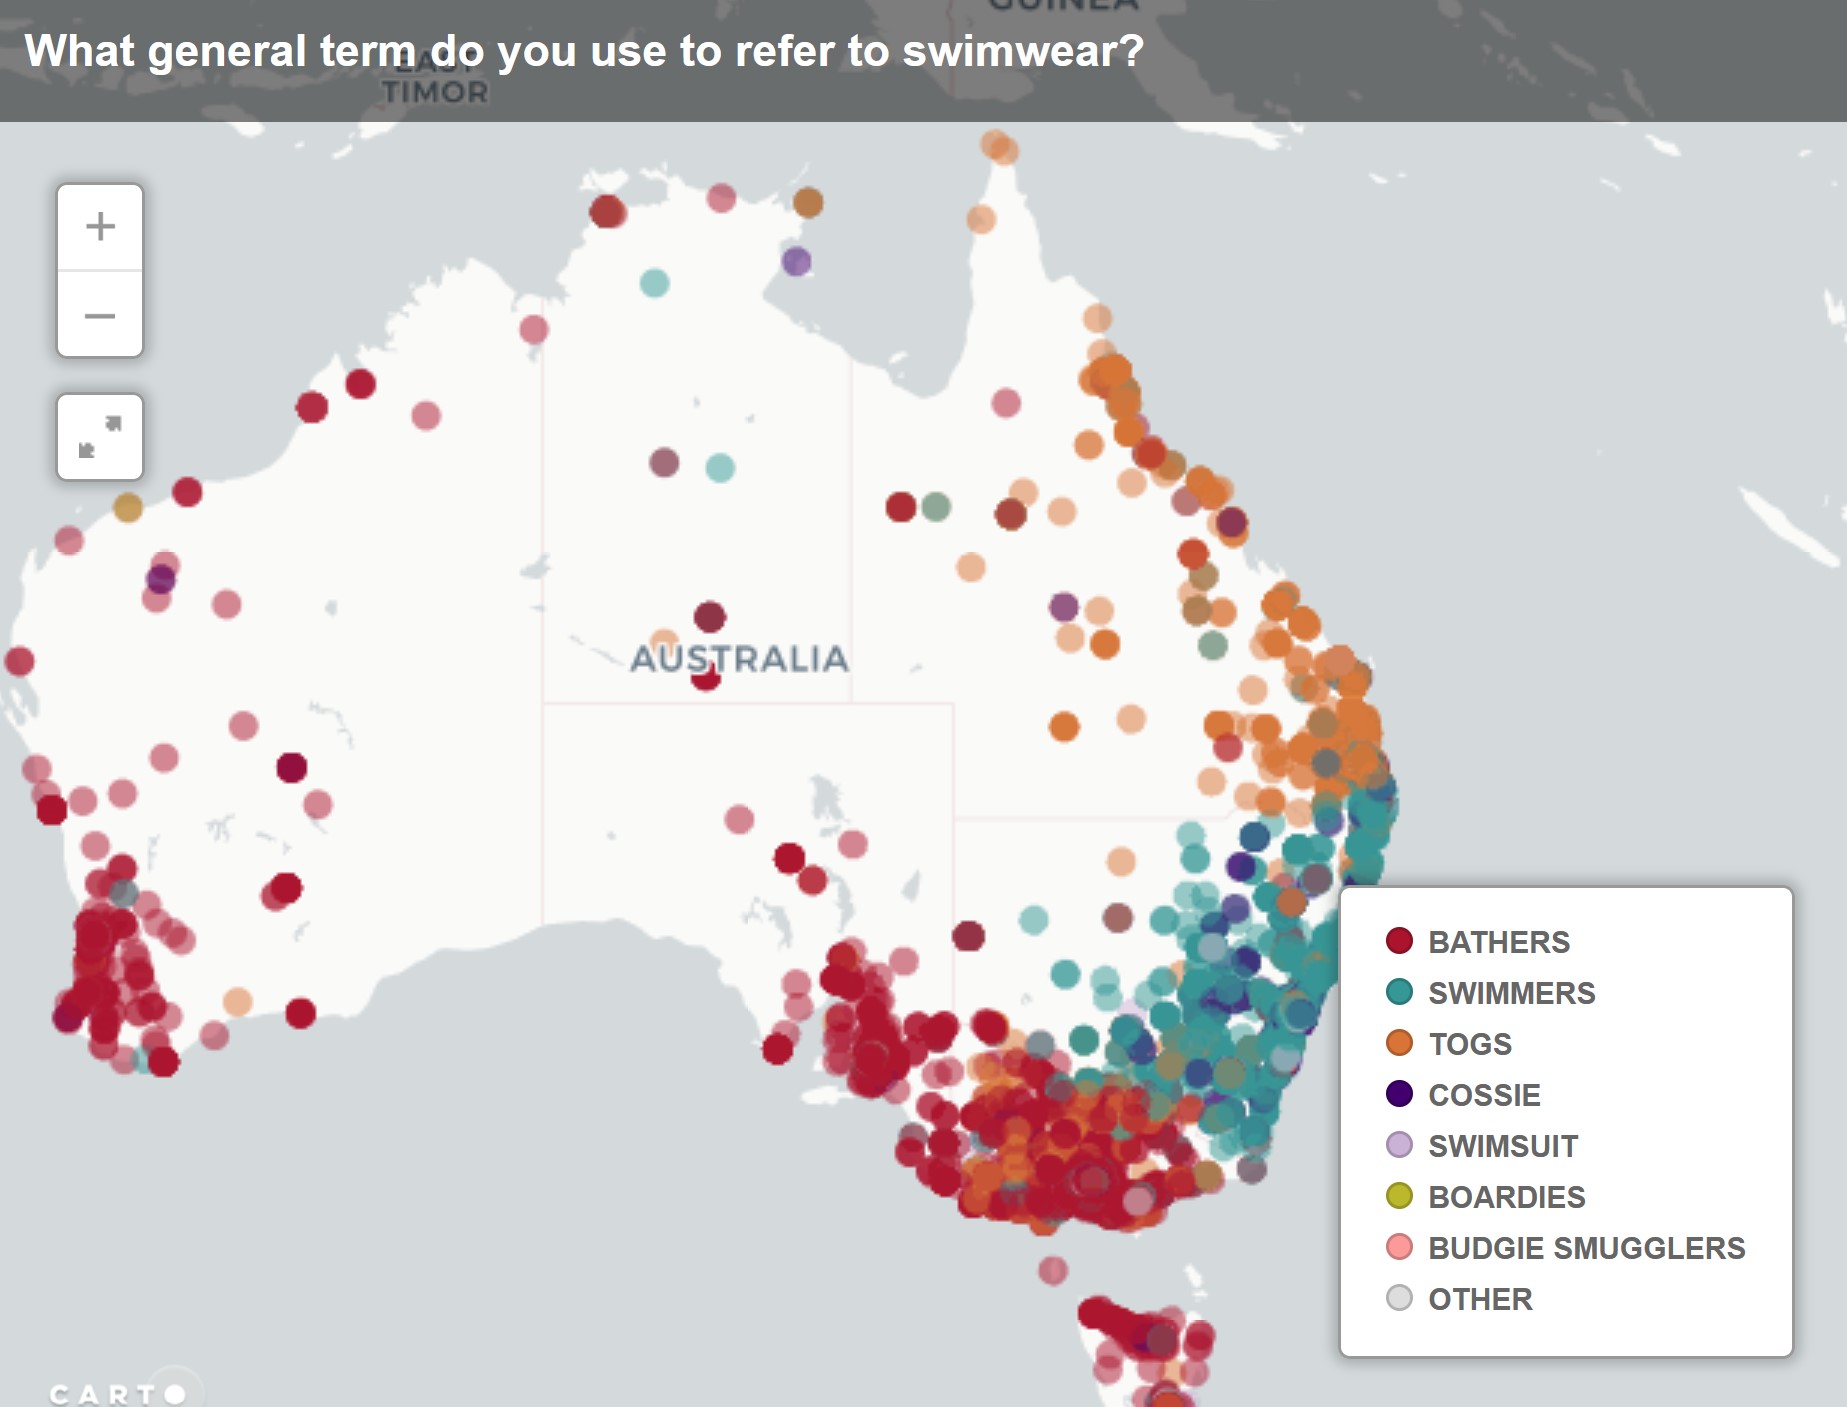 GUINEA
What general term do you use to refer to swimwear?
EAST
TIMOR
+
−
AUSTRALIA
BATHERS
SWIMMERS
TOGS
COSSIE
SWIMSUIT
BOARDIES
BUDGIE SMUGGLERS
OTHER
CARTO